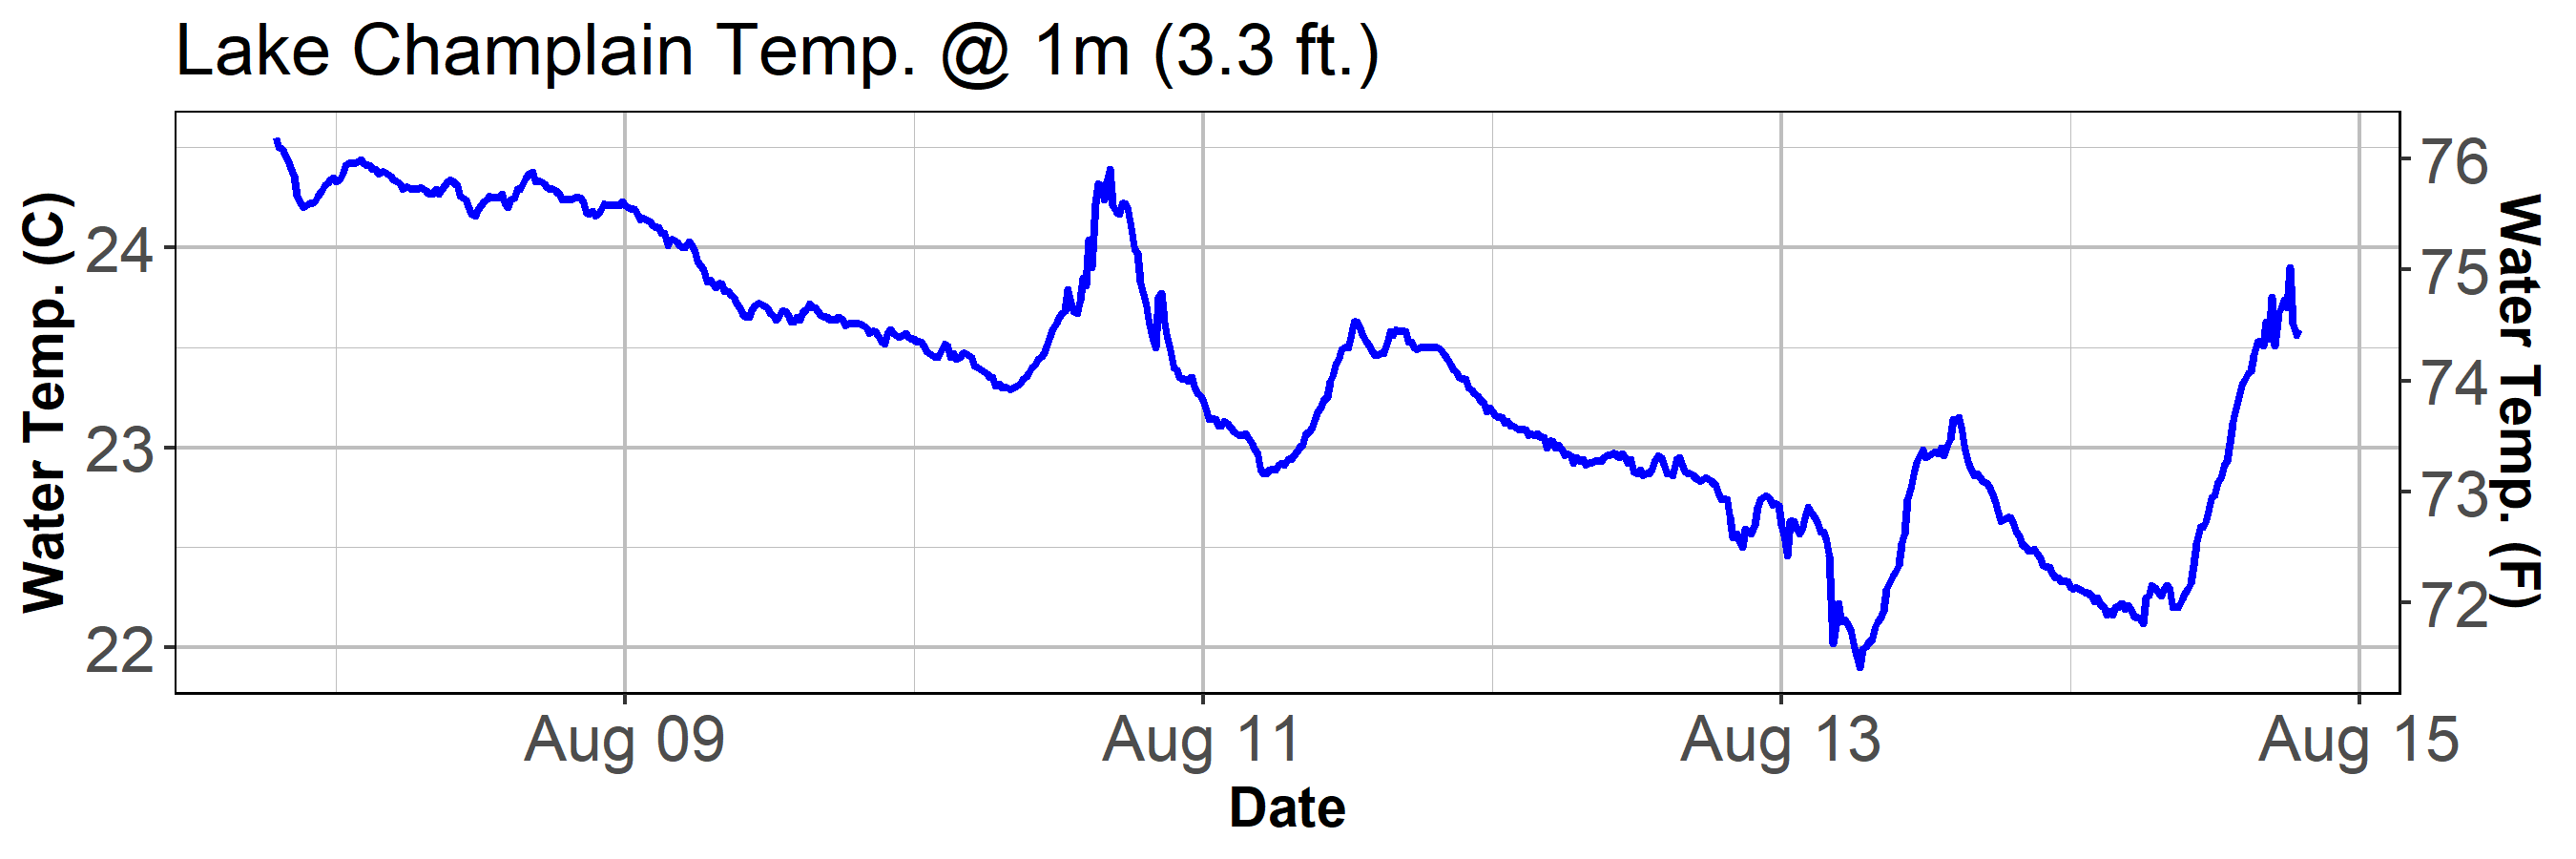 Lake Champlain Temp. @ 1m (3.3 ft.)
Water Temp. (C)
24
23
22
76
75
74
73
72
Water Temp. (F)
Aug 09
Aug 11
Aug 13
Aug 15
Date